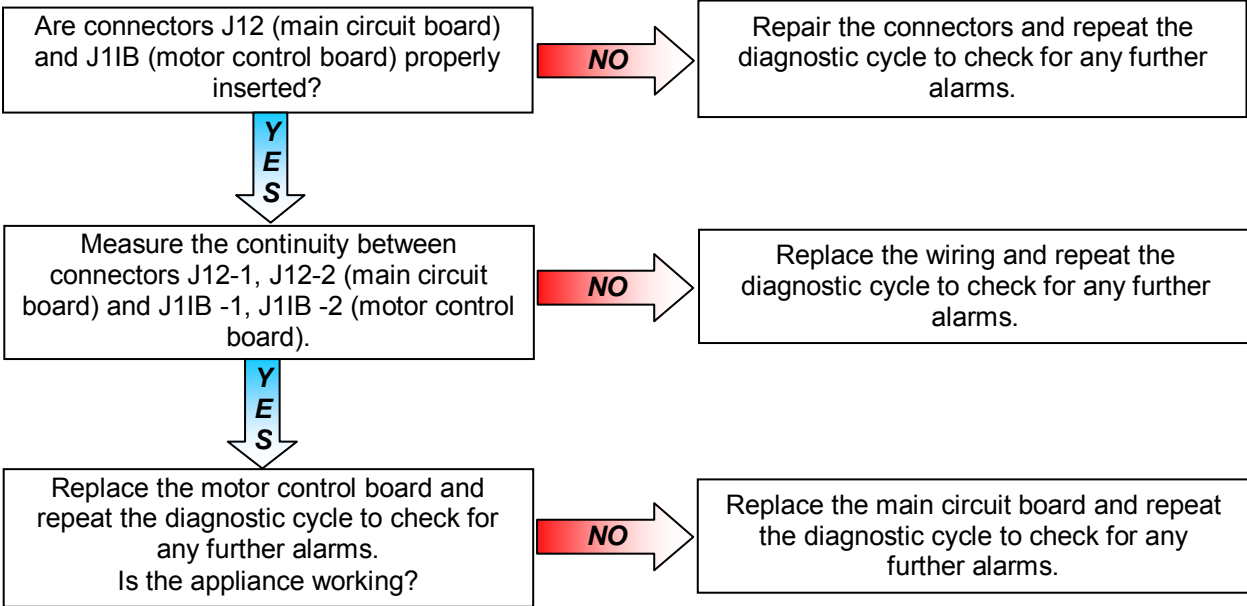 Are connectors J12 (main circuit board)
and J1IB (motor control board) properly
inserted?
NO
Repair the connectors and repeat the
diagnostic cycle to check for any further
alarms.
YES
Measure the continuity between
connectors J12-1, J12-2 (main circuit
board) and J1IB -1, J1IB -2 (motor control
board).
NO
Replace the wiring and repeat the
diagnostic cycle to check for any further
alarms.
YES
Replace the motor control board and
repeat the diagnostic cycle to check for
any further alarms.
Is the appliance working?
NO
Replace the main circuit board and repeat
the diagnostic cycle to check for any
further alarms.